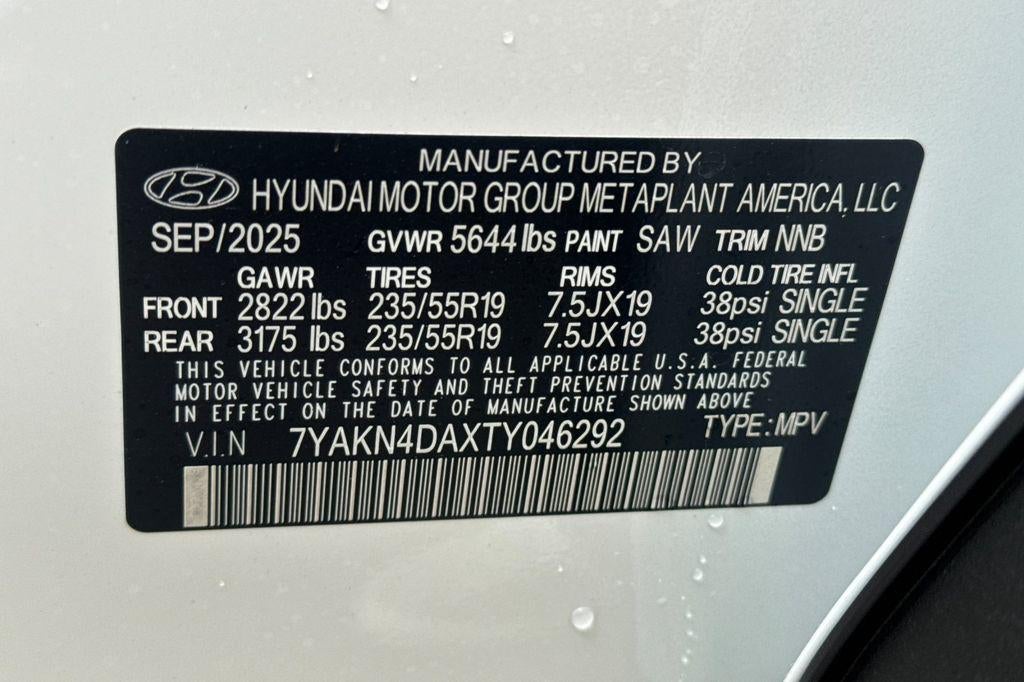 MANUFACTURED BY
HYUNDAI MOTOR GROUP METAPLANT AMERICA, LLC
SEP/2025 GVWR 5644 lbs PAINT SAW TRIM NNB
GAWR TIRES RIMS COLD TIRE INFL
FRONT 2822 lbs 235/55R19 7.5JX19 38psi SINGLE
REAR 3175 lbs 235/55R19 7.5JX19 38psi SINGLE
THIS VEHICLE CONFORMS TO ALL APPLICABLE U.S.A. FEDERAL
MOTOR VEHICLE SAFETY AND THEFT PREVENTION STANDARDS
IN EFFECT ON THE DATE OF MANUFACTURE SHOWN ABOVE
V.I.N 7YAKN4DAXTY046292 TYPE: MPV